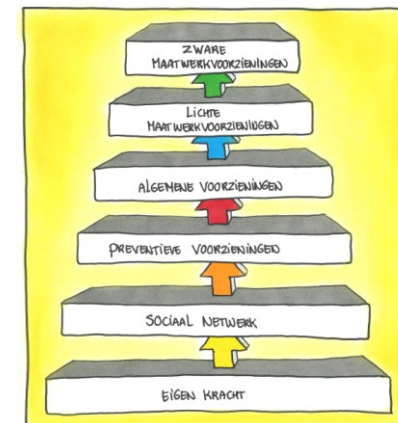 ZWARE
MAATWERKVOORZIENINGEN
LICHTE
MAATWERKVOORZIENINGEN
ALGEMENE VOORZIENINGEN
PREVENTIEVE VOORZIENINGEN
SOCIAAL NETWERK
EIGEN KRACHT